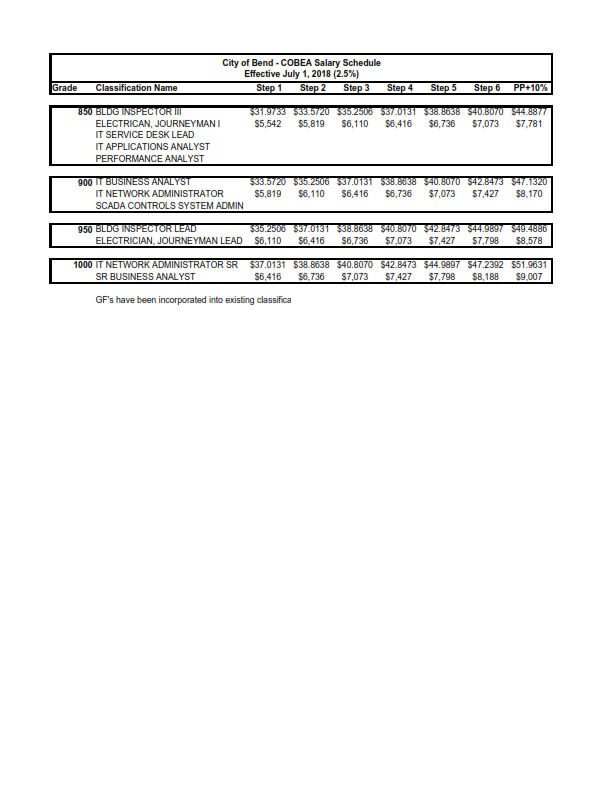 City of Bend - COBEA Salary Schedule
Effective July 1, 2018 (2.5%)
Grade Classification Name Step 1 Step 2 Step 3 Step 4 Step 5 Step 6 PP+10%
850 BLDG INSPECTOR III $31.9733 $33.5720 $35.2506 $37.0131 $38.8638 $40.8070 $44.8877
ELECTRICAN, JOURNEYMAN I $5,542 $5,819 $6,110 $6,416 $6,736 $7,073 $7,781
IT SERVICE DESK LEAD
IT APPLICATIONS ANALYST
PERFORMANCE ANALYST
900 IT BUSINESS ANALYST $33.5720 $35.2506 $37.0131 $38.8638 $40.8070 $42.8473 $47.1320
IT NETWORK ADMINISTRATOR $5,819 $6,110 $6,416 $6,736 $7,073 $7,427 $8,170
SCADA CONTROLS SYSTEM ADMIN
950 BLDG INSPECTOR LEAD $35.2506 $37.0131 $38.8638 $40.8070 $42.8473 $44.9897 $49.4886
ELECTRICIAN, JOURNEYMAN LEAD $6,110 $6,416 $6,736 $7,073 $7,427 $7,798 $8,578
1000 IT NETWORK ADMINISTRATOR SR $37.0131 $38.8638 $40.8070 $42.8473 $44.9897 $47.2392 $51.9631
SR BUSINESS ANALYST $6,416 $6,736 $7,073 $7,427 $7,798 $8,188 $9,007
GF's have been incorporated into existing classifica